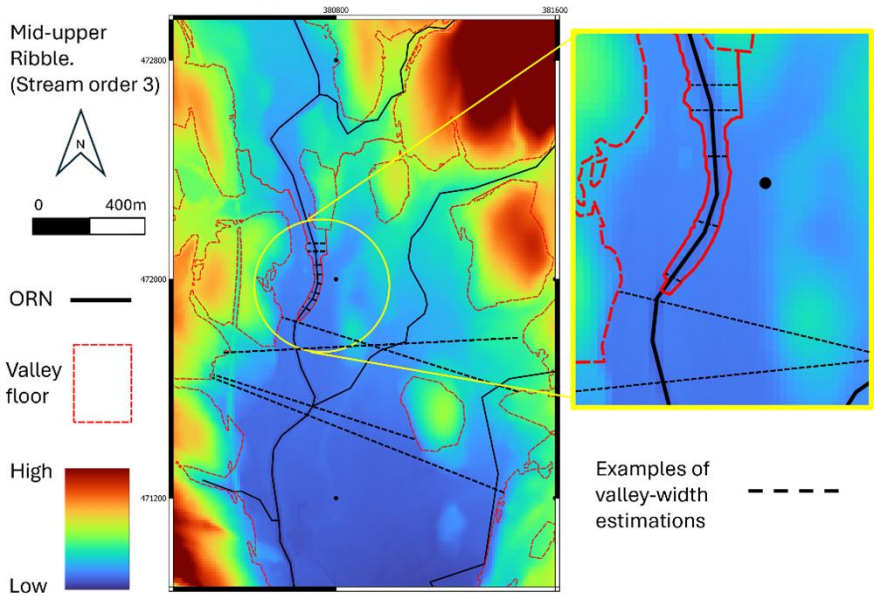 Mid-upper
Ribble.
(Stream order 3)
N
0 400m
ORN
Valley
floor
High
Low
380800 381600
472800
472000
471200
Examples of
valley-width
estimations